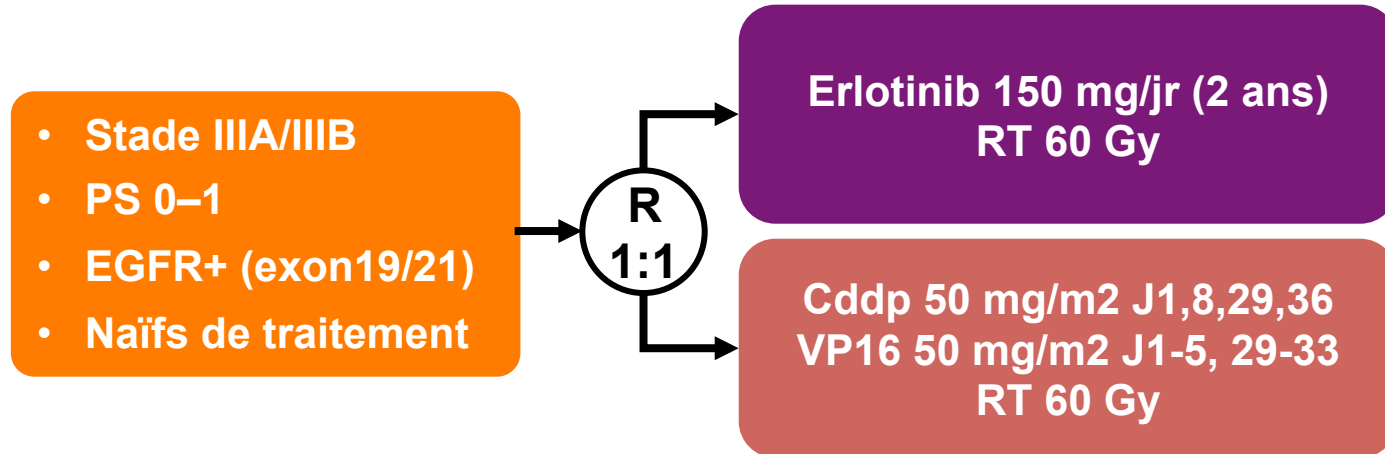 • Stade IIIA/IIIB
• PS 0–1
• EGFR+ (exon19/21)
• Naïfs de traitement
R
1:1
Erlotinib 150 mg/jr (2 ans)
RT 60 Gy
Cddp 50 mg/m2 J1,8,29,36
VP16 50 mg/m2 J1-5, 29-33
RT 60 Gy